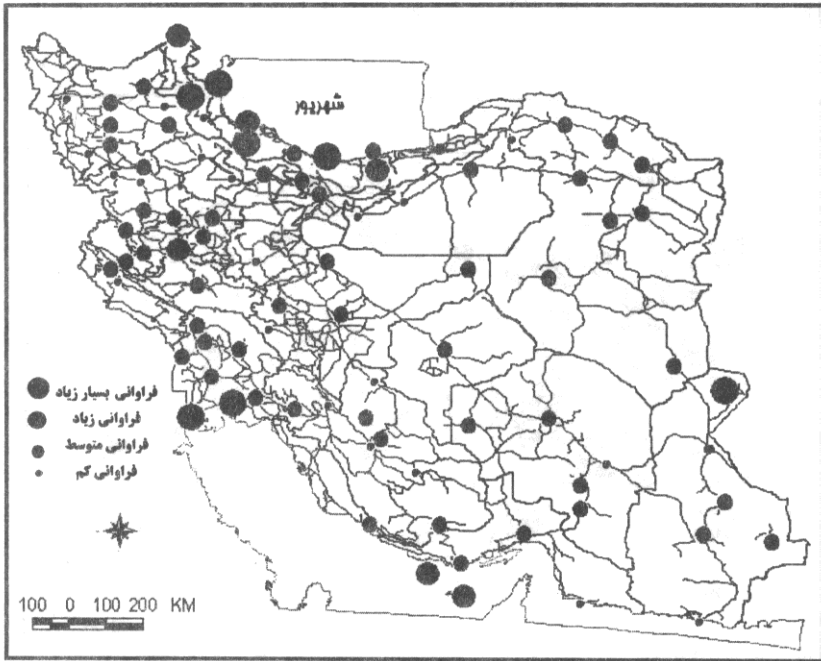 شهریور
فراوانی بسیار زیاد
فراوانی زیاد
فراوانی متوسط
فراوانی کم
100 0 100 200 KM